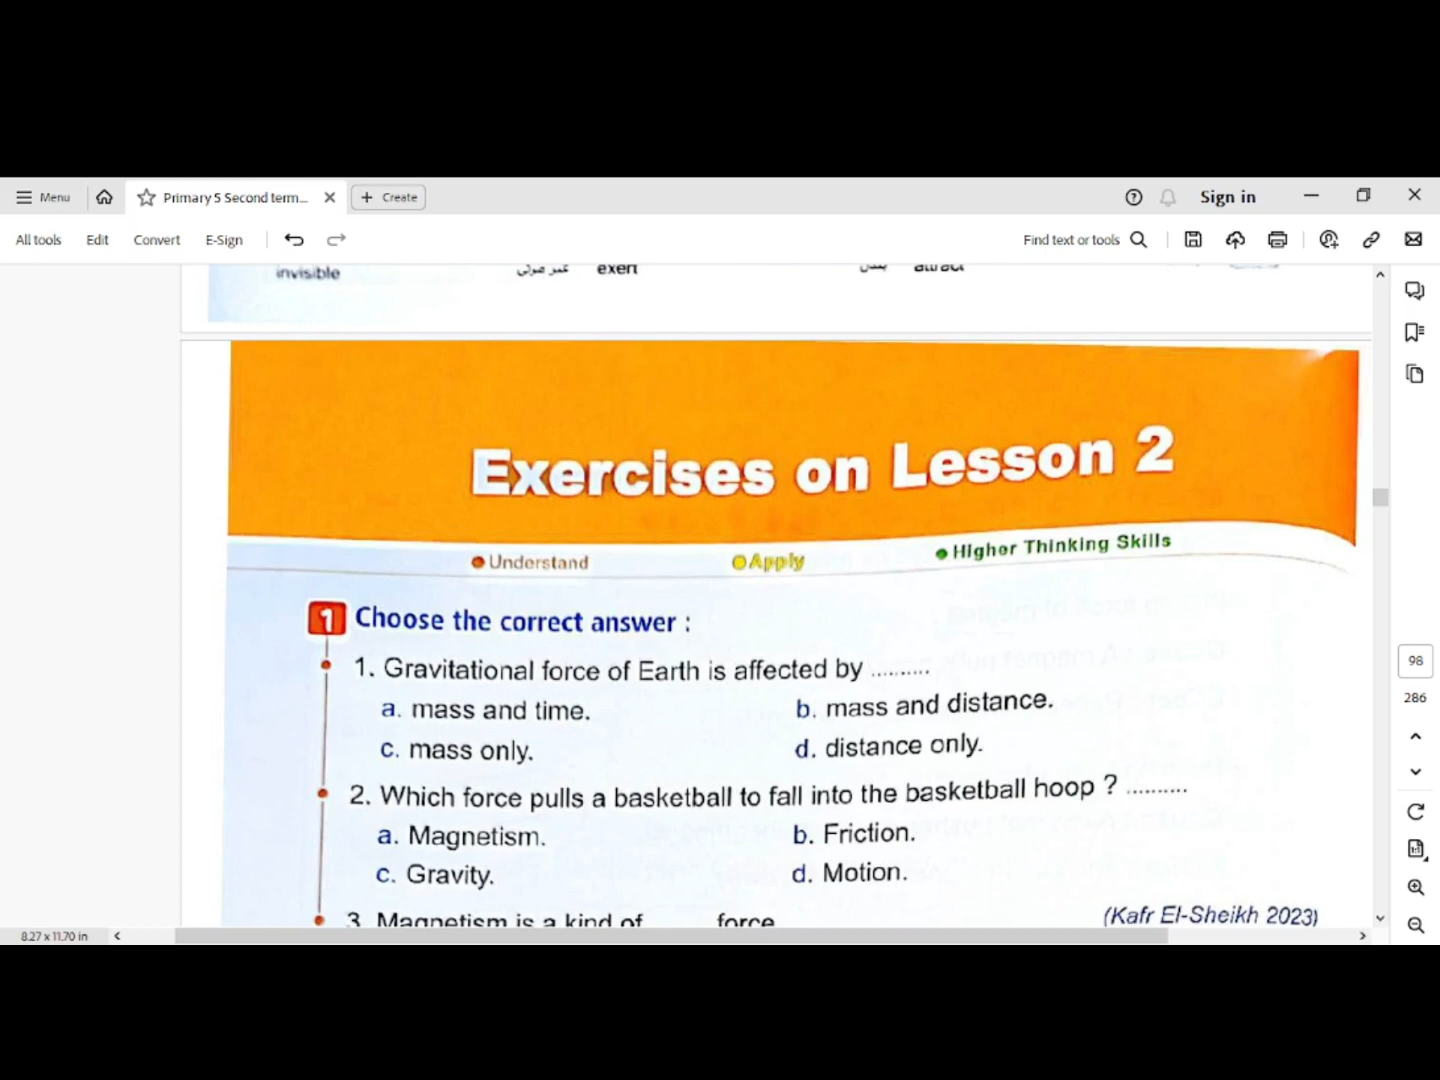 Menu
Primary 5 Second term...
Create
Sign in
All tools
Edit
Convert
E-Sign
Find text or tools
invisible
exert
attract
Exercises on Lesson 2
Understand
Apply
Higher Thinking Skills
1 Choose the correct answer :
1. Gravitational force of Earth is affected by .........
a. mass and time.
b. mass and distance.
c. mass only.
d. distance only.
2. Which force pulls a basketball to fall into the basketball hoop ? ..........
a. Magnetism.
b. Friction.
c. Gravity.
d. Motion.
3. Magnetism is a kind of force
(Kafr El-Sheikh 2023)
98
286
8.27 x 11.70 in